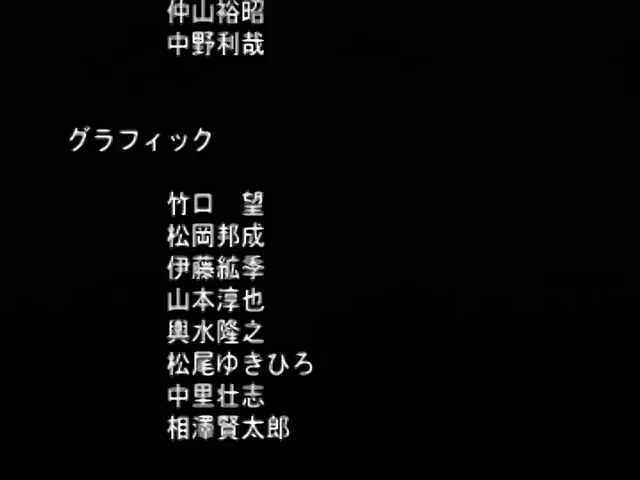 仲山裕昭
中野利哉
グラフィック
竹口　望
松岡邦成
伊藤絋季
山本淳也
輿水隆之
松尾ゆきひろ
中里壮志
相澤賢太郎